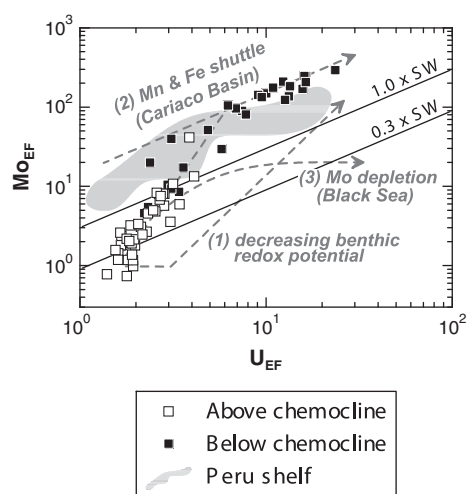 10³
10²
10¹
10⁰
Mo_EF
(2) Mn & Fe shuttle
(Cariaco Basin)
1.0 x SW
0.3 x SW
(3) Mo depletion
(Black Sea)
(1) decreasing benthic
redox potential
10⁰ 10¹ 10²
U_EF
Above chemocline
Below chemocline
Peru shelf